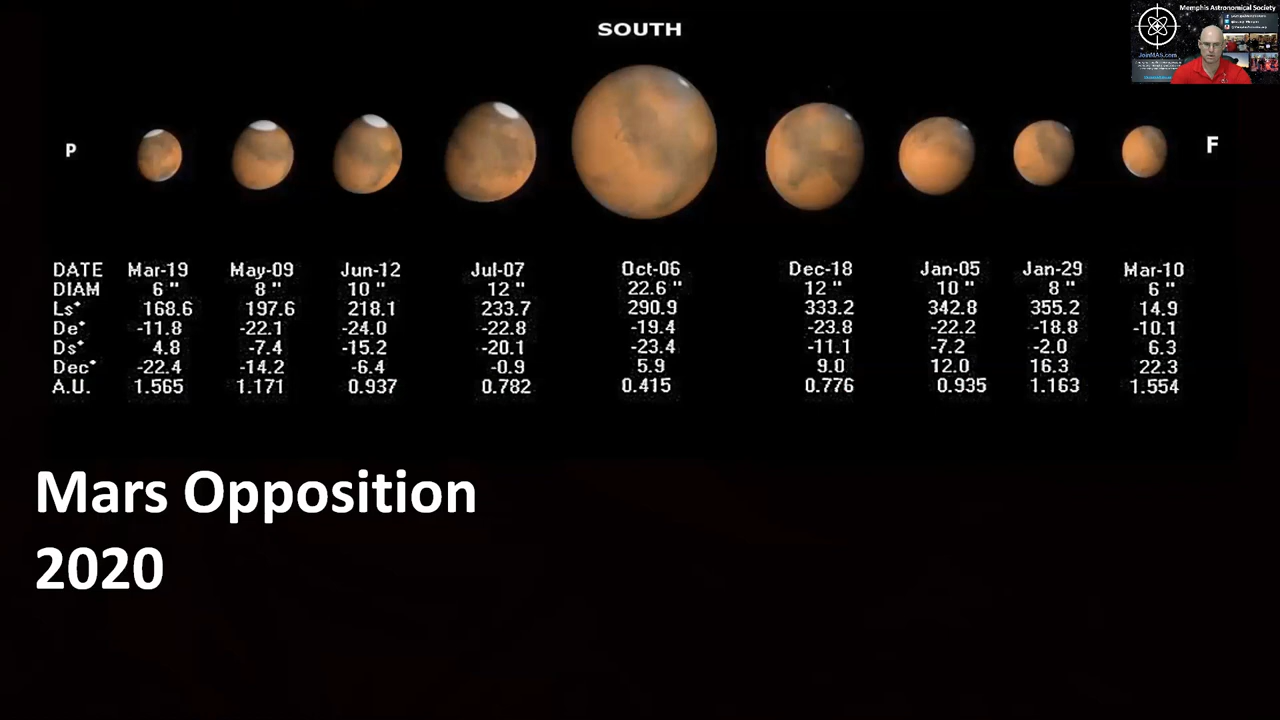 SOUTH
Memphis Astronomical Society
JoinMAS.com
P
F
DATE Mar-19 May-09 Jun-12 Jul-07 Oct-06 Dec-18 Jan-05 Jan-29 Mar-10
DIAM 6 " 8 " 10 " 12 " 22.6 " 12 " 10 " 8 " 6 "
Ls* 168.6 197.6 218.1 233.7 290.9 333.2 342.8 355.2 14.9
De* -11.8 -22.1 -24.0 -22.8 -19.4 -23.8 -22.2 -18.8 -10.1
Ds* 4.8 -7.4 -15.2 -20.1 -23.4 -11.1 -7.2 -2.0 6.3
Dec* -22.4 -14.2 -6.4 -0.9 5.9 9.0 12.0 16.3 22.3
A.U. 1.565 1.171 0.937 0.782 0.415 0.776 0.935 1.163 1.554
Mars Opposition
2020